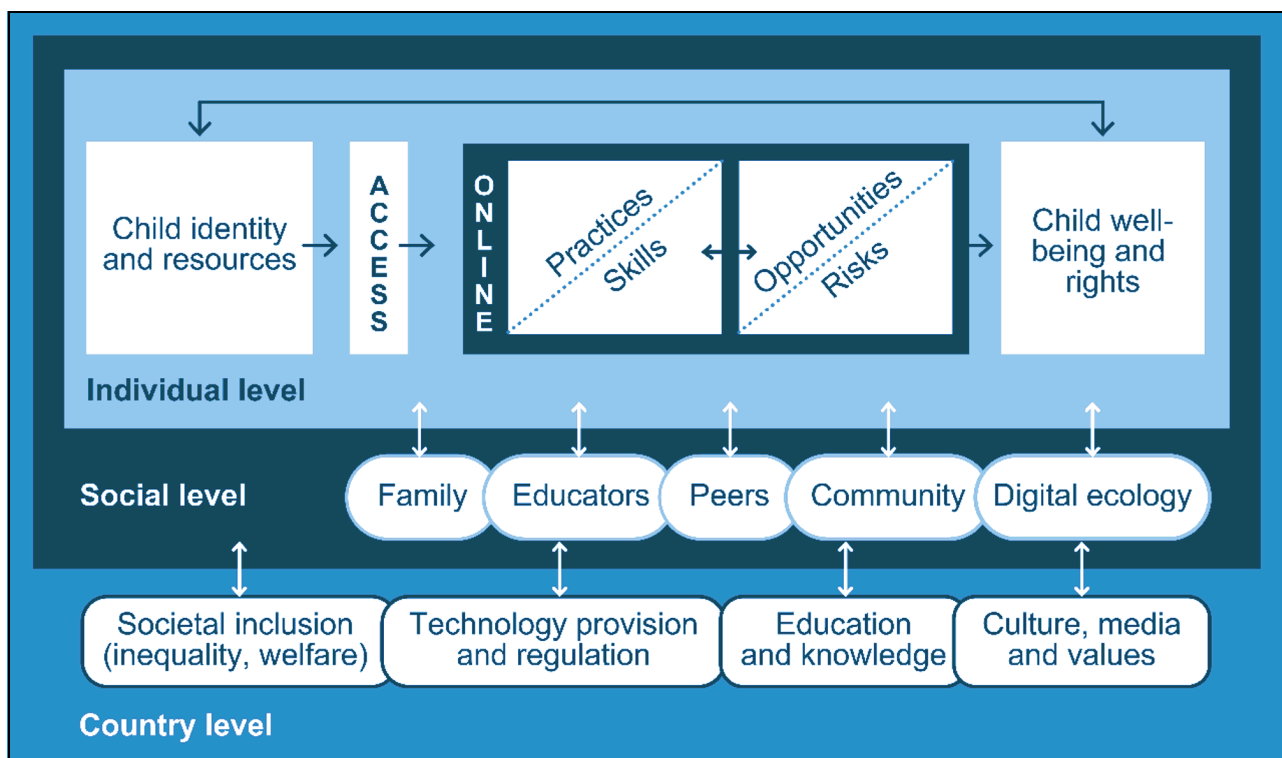 Child identity
and resources
ACCESS
ONLINE
Practices
Skills
Opportunities
Risks
Child well-
being and
rights
Individual level
Social level
Family
Educators
Peers
Community
Digital ecology
Societal inclusion
(inequality, welfare)
Technology provision
and regulation
Education
and knowledge
Culture, media
and values
Country level